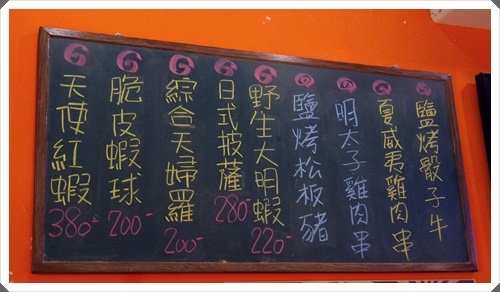 鹽烤骰子牛
夏威夷雞肉串
明太子雞肉串
鹽烤松板豬
野生大明蝦 220-
日式披薩 280-
綜合天婦羅 200-
脆皮蝦球 200-
天使紅蝦 380-